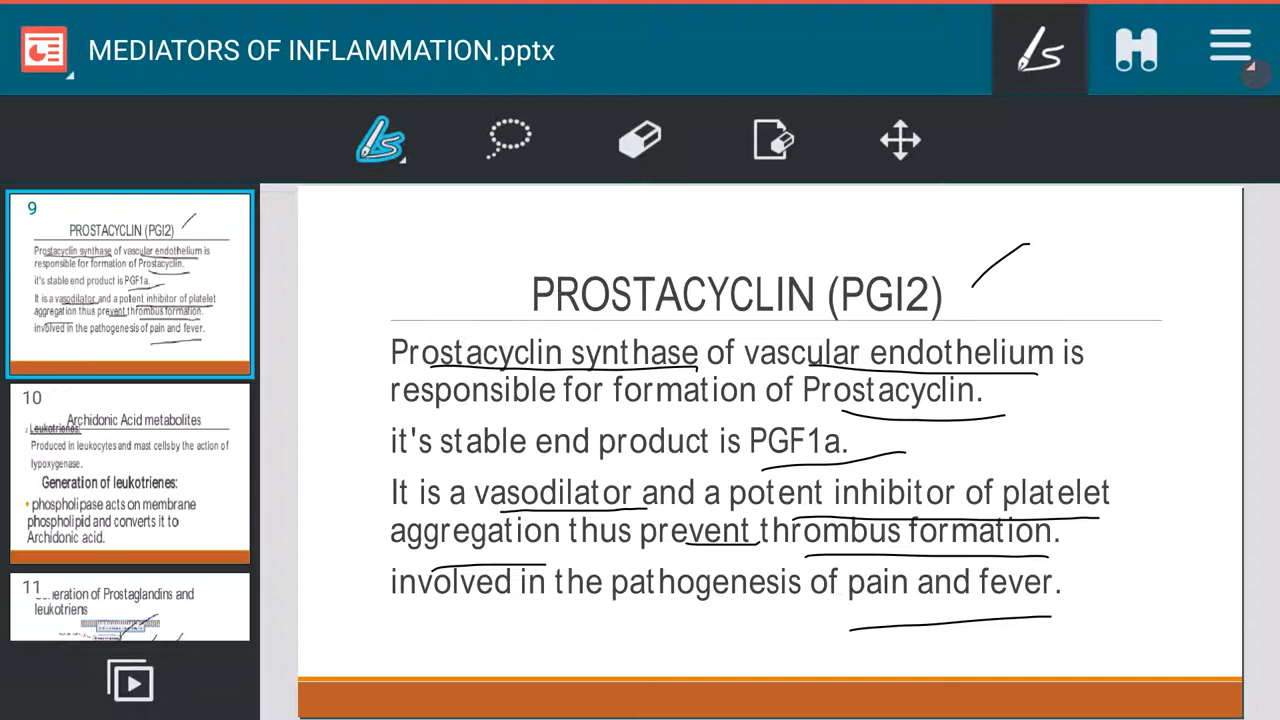 MEDIATORS OF INFLAMMATION.pptx
9
PROSTACYCLIN (PGI2)
Prostacyclin synthase of vascular endothelium is
responsible for formation of Prostacyclin.
it's stable end product is PGF1a.
It is a vasodilator and a potent inhibitor of platelet
aggregation thus prevent thrombus formation.
involved in the pathogenesis of pain and fever.
10
Archidonic Acid metabolites
Leukotrienes:
Produced in leukocytes and mast cells by the action of
lypoxygenase.
Generation of leukotrienes:
• phospholipase acts on membrane
phospholipid and converts it to
Archidonic acid.
11
eration of Prostaglandins and
leukotriens
PROSTACYCLIN (PGI2)
Prostacyclin synthase of vascular endothelium is
responsible for formation of Prostacyclin.
it's stable end product is PGF1a.
It is a vasodilator and a potent inhibitor of platelet
aggregation thus prevent thrombus formation.
involved in the pathogenesis of pain and fever.